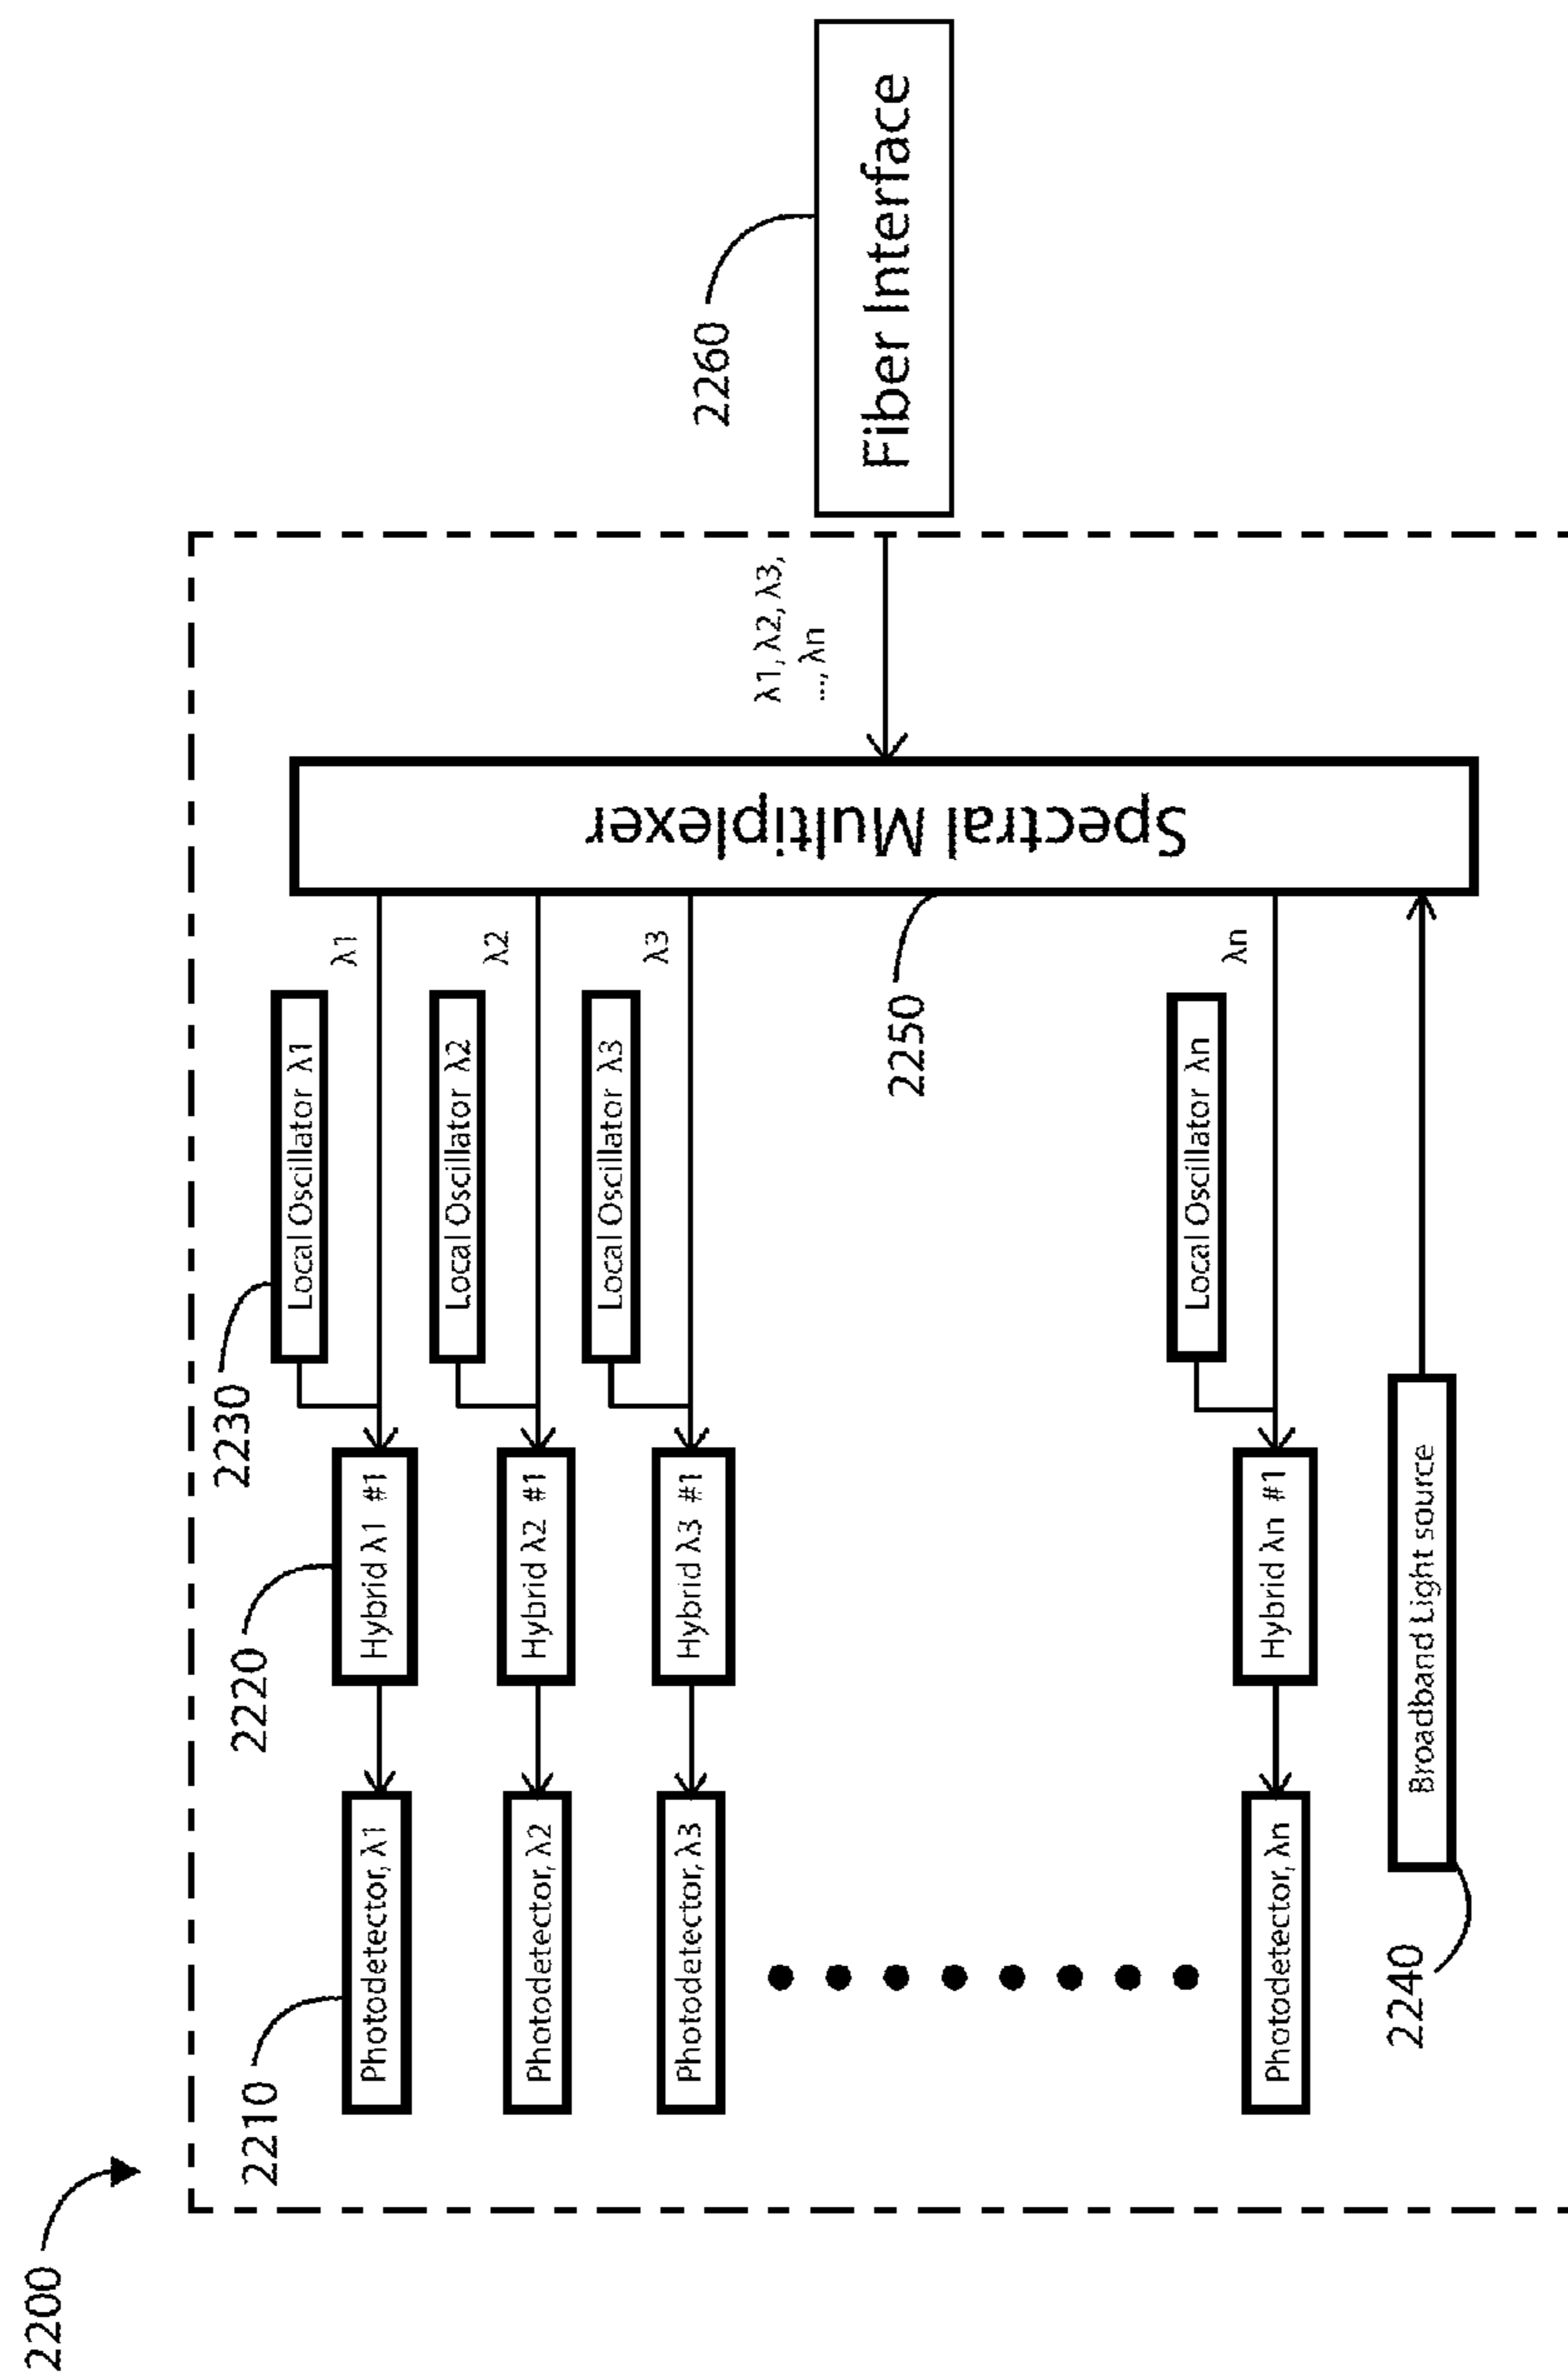 2200
2210
2220
2230
Photodetector, λ1
Hybrid λ1 #1
Local Oscillator λ1
λ1
Photodetector, λ2
Hybrid λ2 #1
Local Oscillator λ2
λ2
Photodetector, λ3
Hybrid λ3 #1
Local Oscillator λ3
λ3
2250
Spectral Multiplexer
λ1, λ2, λ3,
..., λn
2260
Fiber Interface
Photodetector, λn
Hybrid λn #1
Local Oscillator λn
λn
2240
Broadband Light source